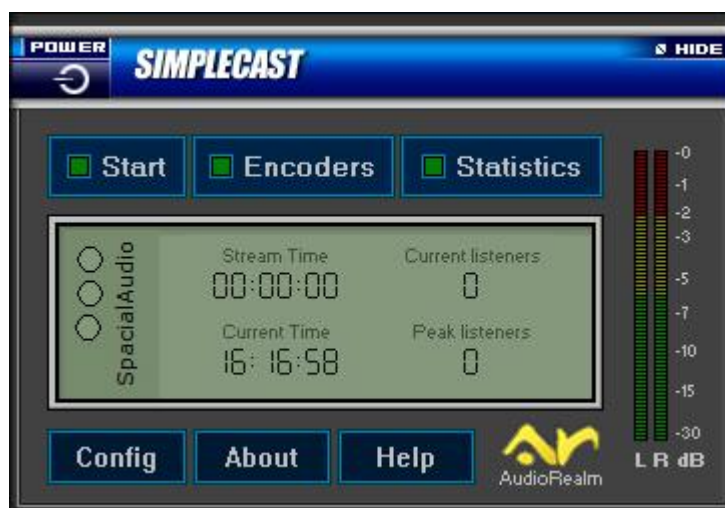 POWER
SIMPLECAST
HIDE
Start
Encoders
Statistics
SpacialAudio
Stream Time
Current listeners
00:00:00
0
Current Time
Peak listeners
16:16:58
0
-0
-1
-2
-3
-5
-7
-10
-15
-30
L R dB
Config
About
Help
AudioRealm